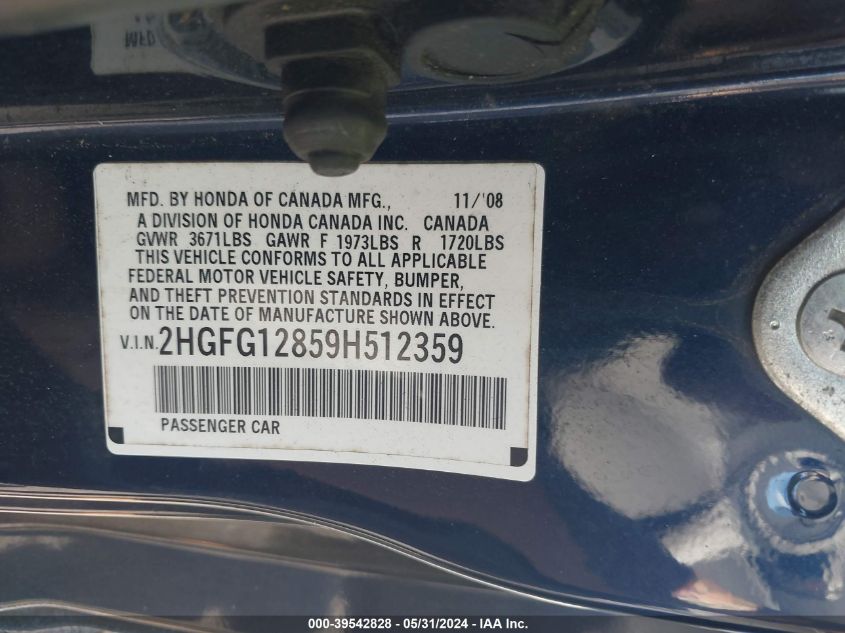 MFD
MFD. BY HONDA OF CANADA MFG., 11/'08
A DIVISION OF HONDA CANADA INC. CANADA
GVWR 3671LBS GAWR F 1973LBS R 1720LBS
THIS VEHICLE CONFORMS TO ALL APPLICABLE
FEDERAL MOTOR VEHICLE SAFETY, BUMPER,
AND THEFT PREVENTION STANDARDS IN EFFECT
ON THE DATE OF MANUFACTURE SHOWN ABOVE.
V.I.N. 2HGFG12859H512359
PASSENGER CAR
000-39542828 - 05/31/2024 - IAA Inc.